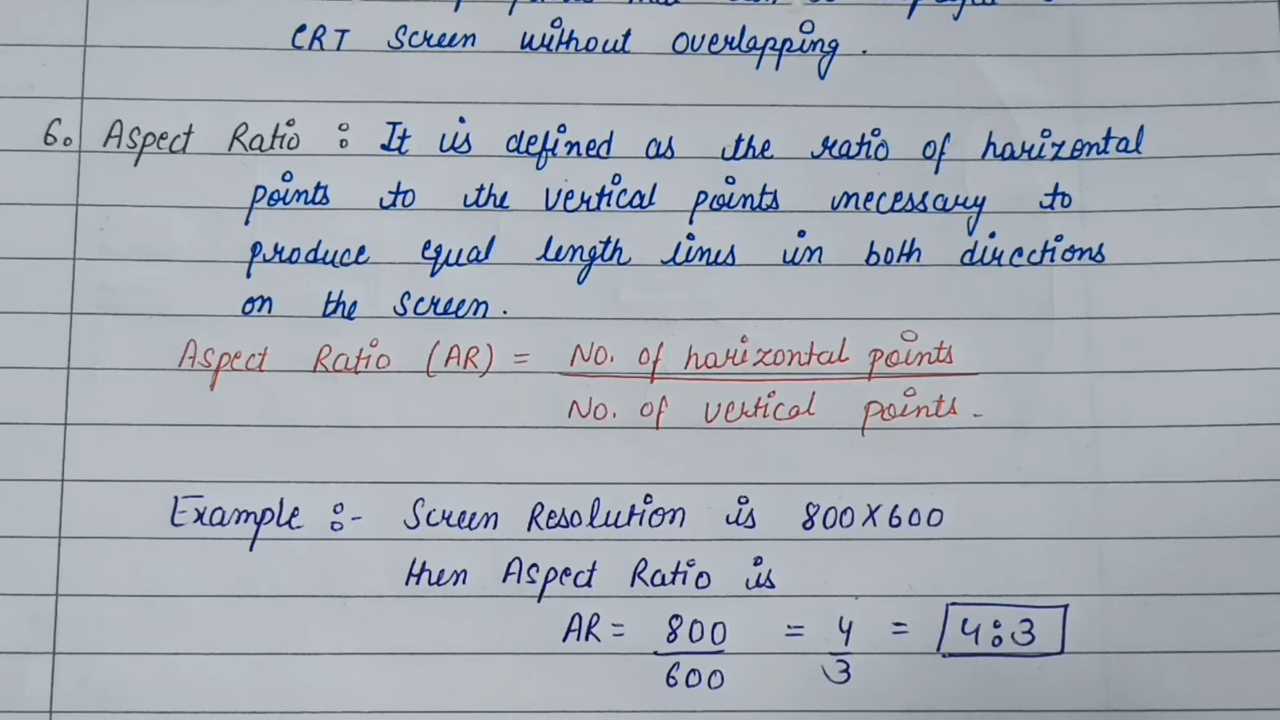 CRT Screen without overlapping.
6. Aspect Ratio : It is defined as the ratio of harizontal
points to the vertical points necessary to
produce equal length lines in both directions
on the screen.
Aspect Ratio (AR) = No. of harizontal points
No. of vertical points.
Example :- Screen Resolution is 800X600
then Aspect Ratio is
AR = 800 = 4 = 4:3
600 3